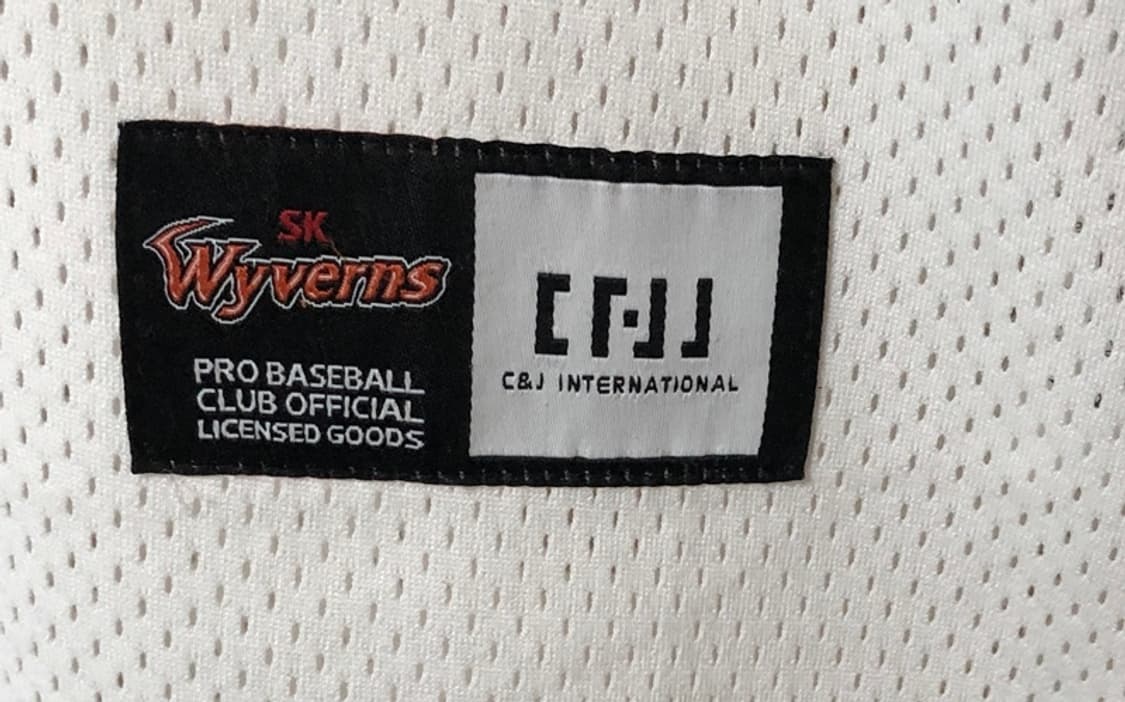 SK
Wyverns
PRO BASEBALL
CLUB OFFICIAL
LICENSED GOODS
C&J
C&J INTERNATIONAL